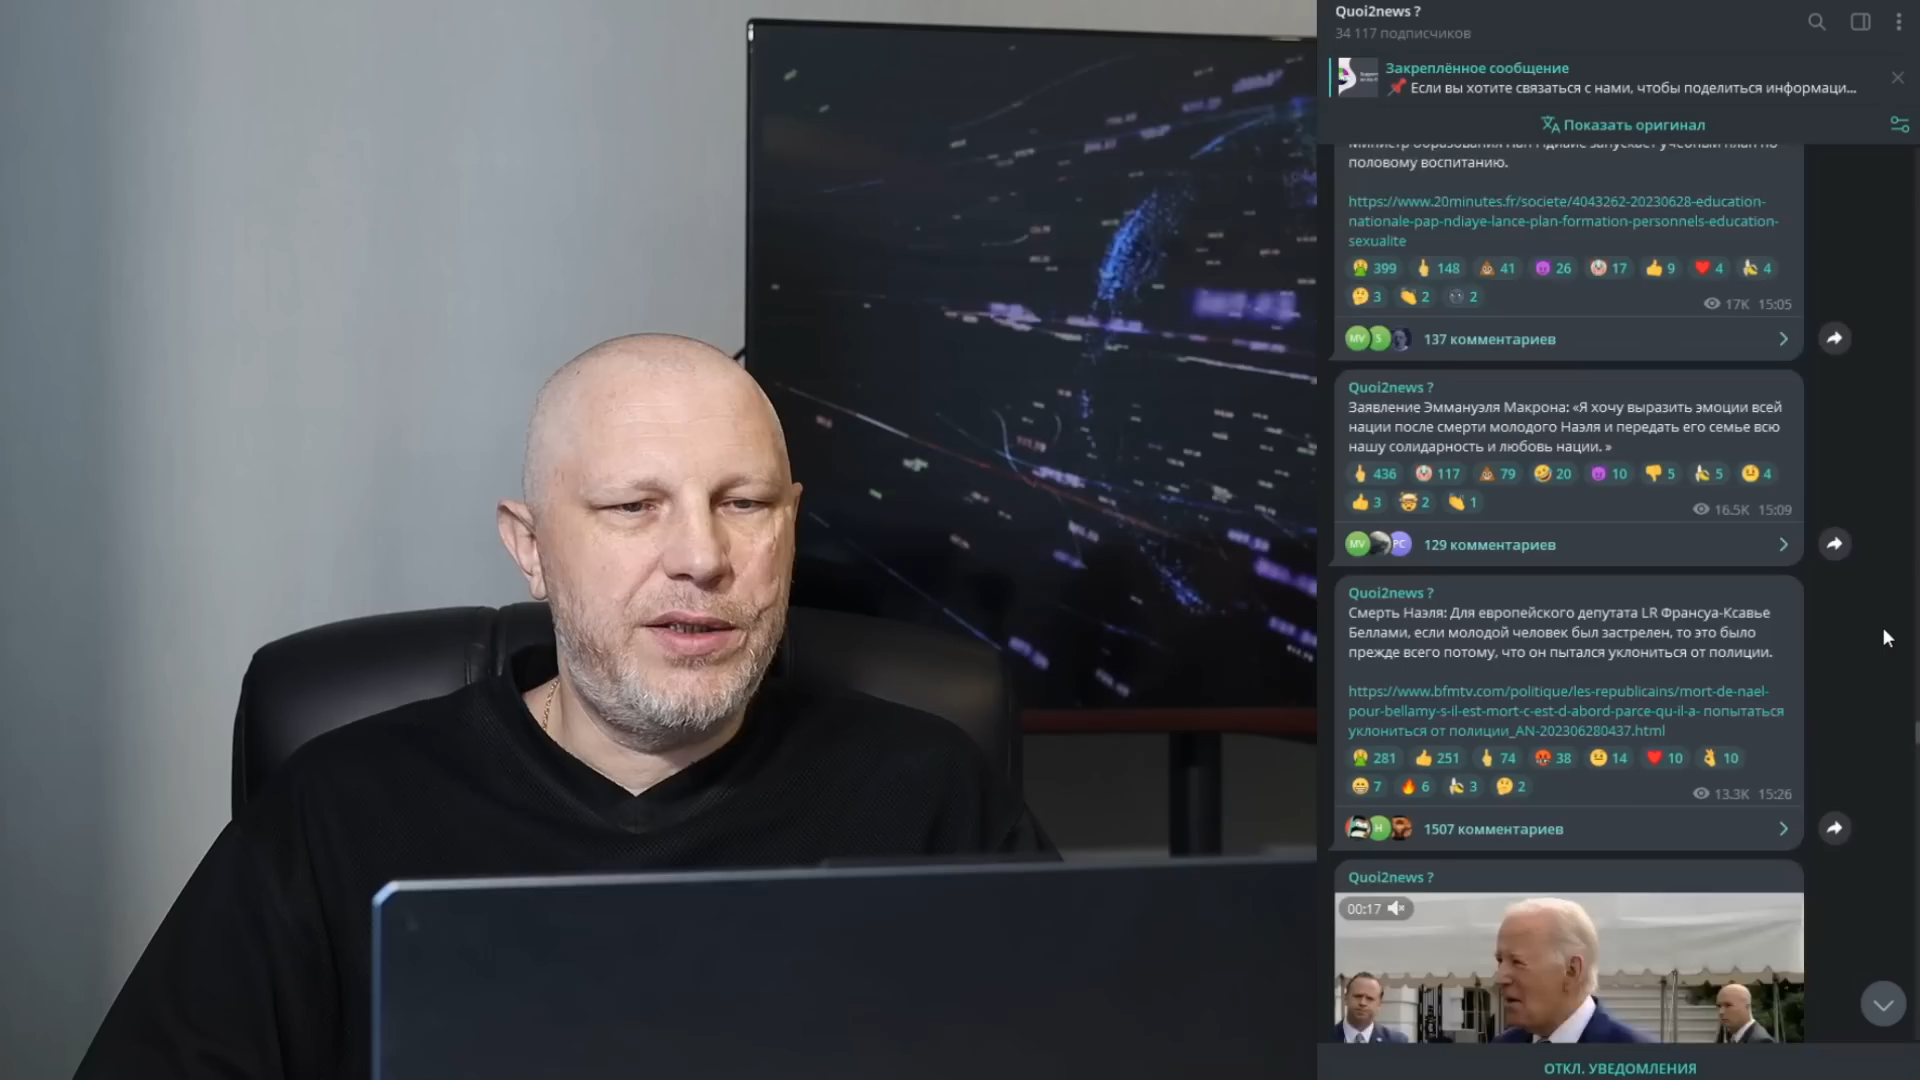 Quoi2news ?
34 117 подписчиков
Закреплённое сообщение
📌 Если вы хотите связаться с нами, чтобы поделиться информаци...
Показать оригинал
половому воспитанию.
https://www.20minutes.fr/societe/4043262-20230628-education-
nationale-pap-ndiaye-lance-plan-formation-personnels-education-
sexualite
399 148 41 26 17 9 4 4
3 2 2 17K 15:05
MV S 137 комментариев
Quoi2news ?
Заявление Эммануэля Макрона: «Я хочу выразить эмоции всей
нации после смерти молодого Наэля и передать его семье всю
нашу солидарность и любовь нации. »
436 117 79 20 10 5 5 4
3 2 1 16.5K 15:09
MV PC 129 комментариев
Quoi2news ?
Смерть Наэля: Для европейского депутата LR Франсуа-Ксавье
Беллами, если молодой человек был застрелен, то это было
прежде всего потому, что он пытался уклониться от полиции.
https://www.bfmtv.com/politique/les-republicains/mort-de-nael-
pour-bellamy-s-il-est-mort-c-est-d-abord-parce-qu-il-a- попытаться
уклониться от полиции_AN-202306280437.html
281 251 74 38 14 10 10
7 6 3 2 13.3K 15:26
H 1507 комментариев
Quoi2news ?
00:17
ОТКЛ. УВЕДОМЛЕНИЯ